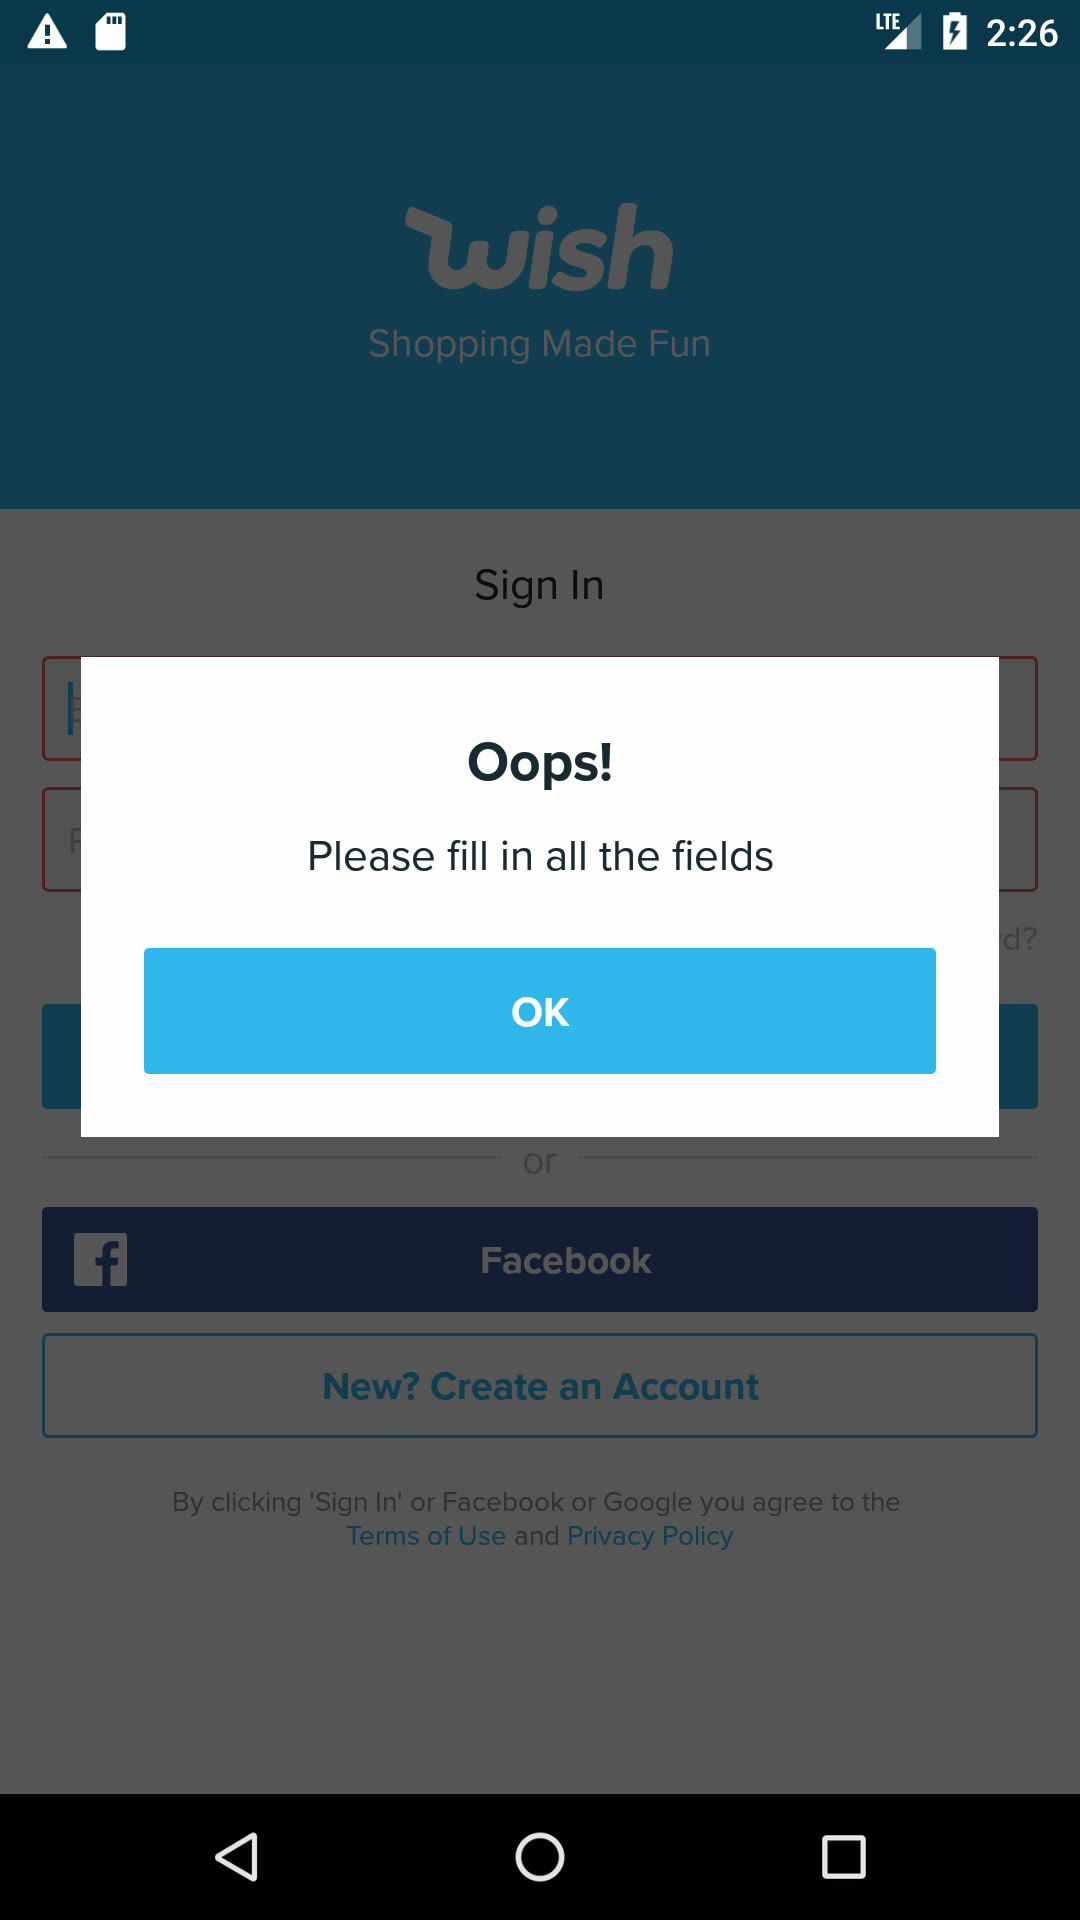 LTE 2:26
wish
Shopping Made Fun
Sign In
Oops!
Please fill in all the fields
OK
or
Facebook
New? Create an Account
By clicking 'Sign In' or Facebook or Google you agree to the
Terms of Use and Privacy Policy